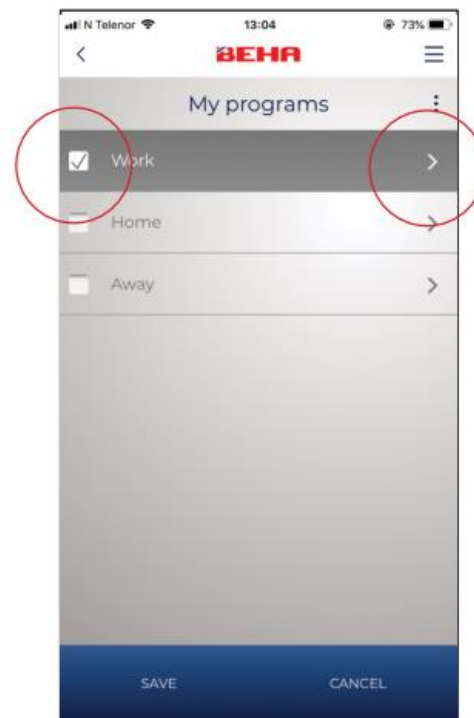 N Telenor 13:04 73%
BEHA
My programs
Work
Home
Away
SAVE CANCEL